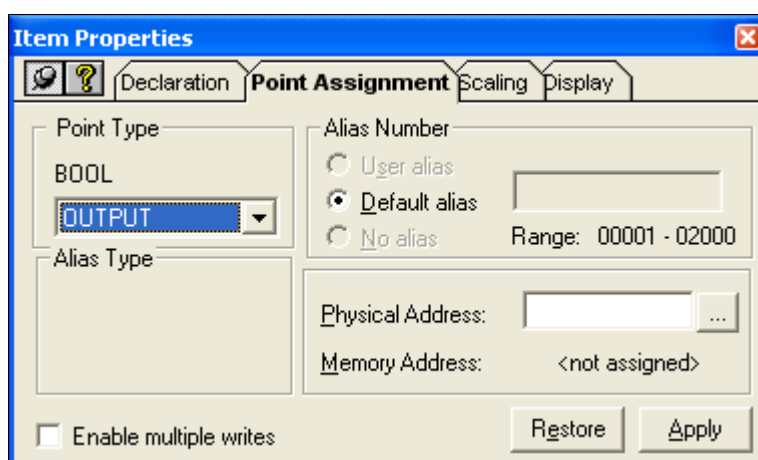 Item Properties
Declaration Point Assignment Scaling Display
Point Type
BOOL
OUTPUT
Alias Type
Alias Number
User alias
Default alias
No alias
Range: 00001 - 02000
Physical Address: ...
Memory Address: <not assigned>
Enable multiple writes
Restore Apply